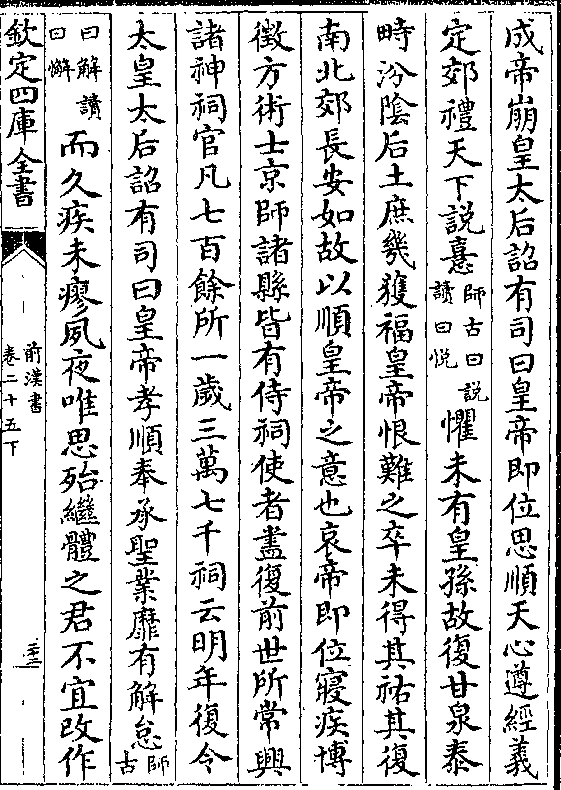 成帝崩皇太后詔有司曰皇帝即位思順天心遵經義
定郊禮天下說憙師古曰說讀曰悅懼未有皇孫故復甘泉泰
畤汾陰后土庶幾獲福皇帝恨難之卒未得其祐其復
南北郊長安如故以順皇帝之意也哀帝即位寢疾博
徵方術士京師諸縣皆有侍祠使者盡復前世所常興
諸神祠官凡七百餘所一歲三萬七千祠云明年復令
太皇太后詔有司曰皇帝孝順奉承聖業靡有解怠師古
曰解讀曰懈而久疾未瘳夙夜唯思殆繼體之君不宜改作
欽定四庫全書
前漢書
卷二十五下
三十三